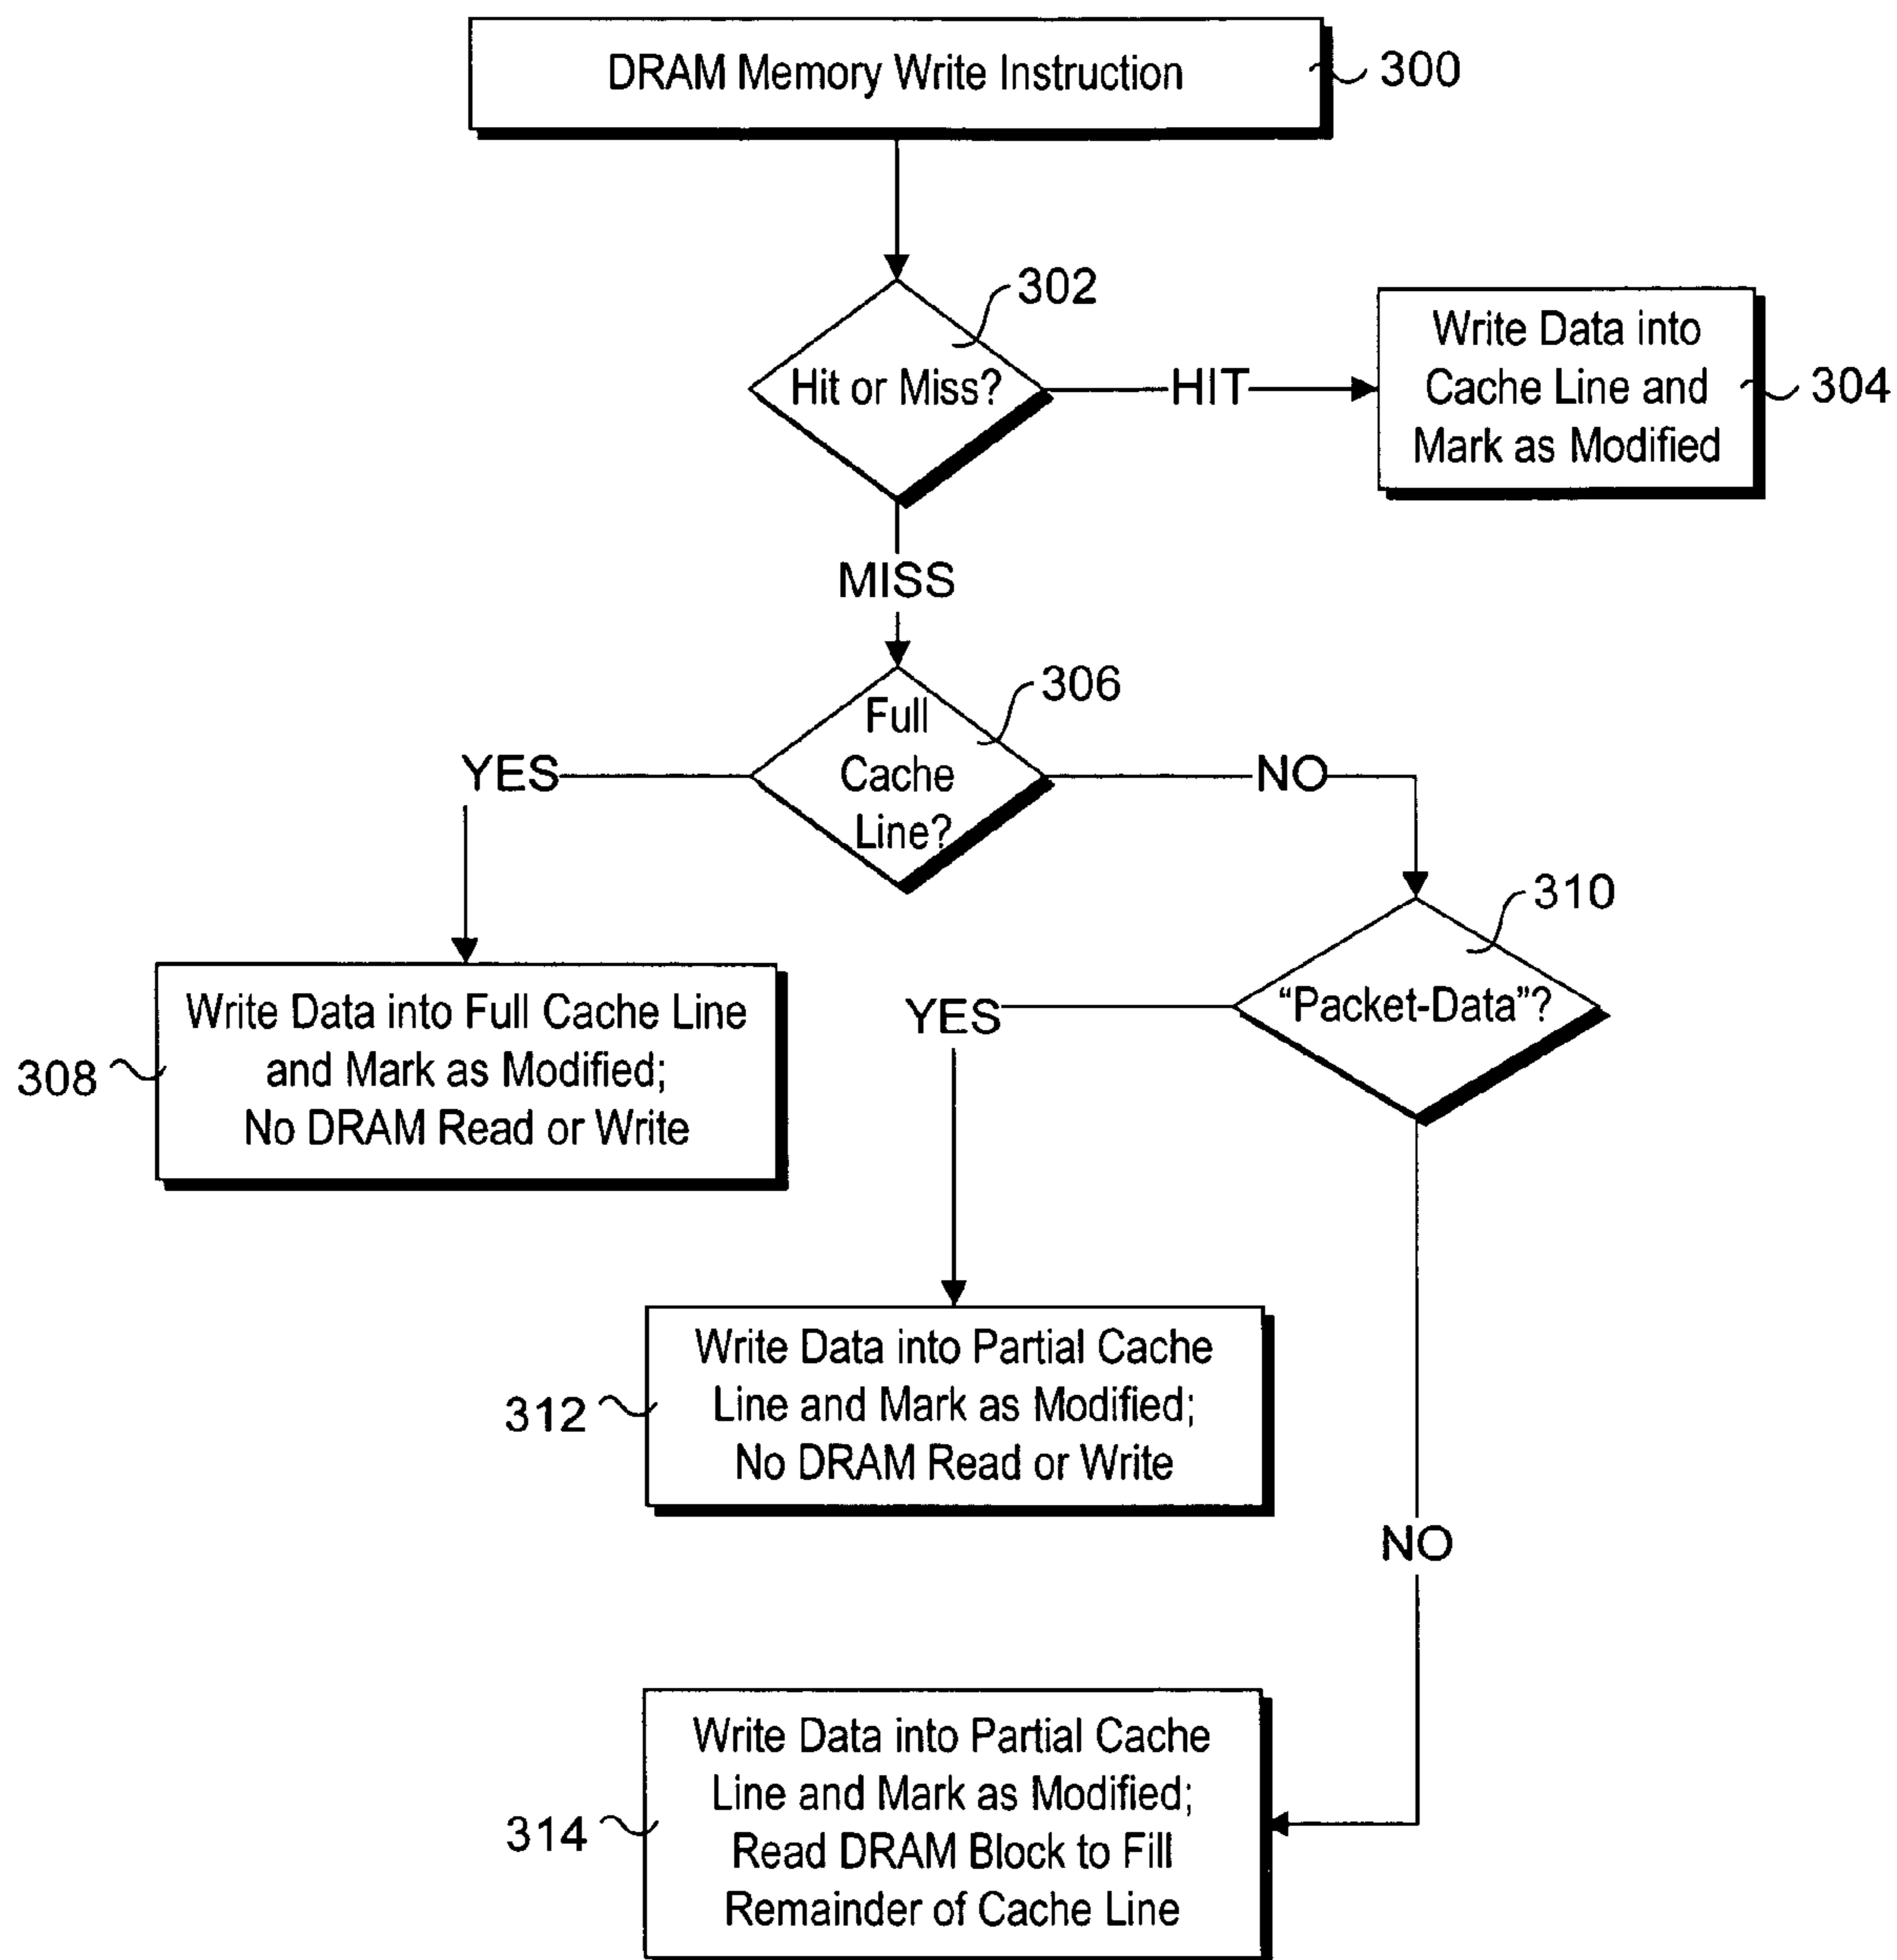 DRAM Memory Write Instruction
300
302
Hit or Miss?
HIT
Write Data into
Cache Line and
Mark as Modified
304
MISS
306
Full
Cache
Line?
YES
NO
308
Write Data into Full Cache Line
and Mark as Modified;
No DRAM Read or Write
310
“Packet-Data”?
YES
312
Write Data into Partial Cache
Line and Mark as Modified;
No DRAM Read or Write
NO
314
Write Data into Partial Cache
Line and Mark as Modified;
Read DRAM Block to Fill
Remainder of Cache Line